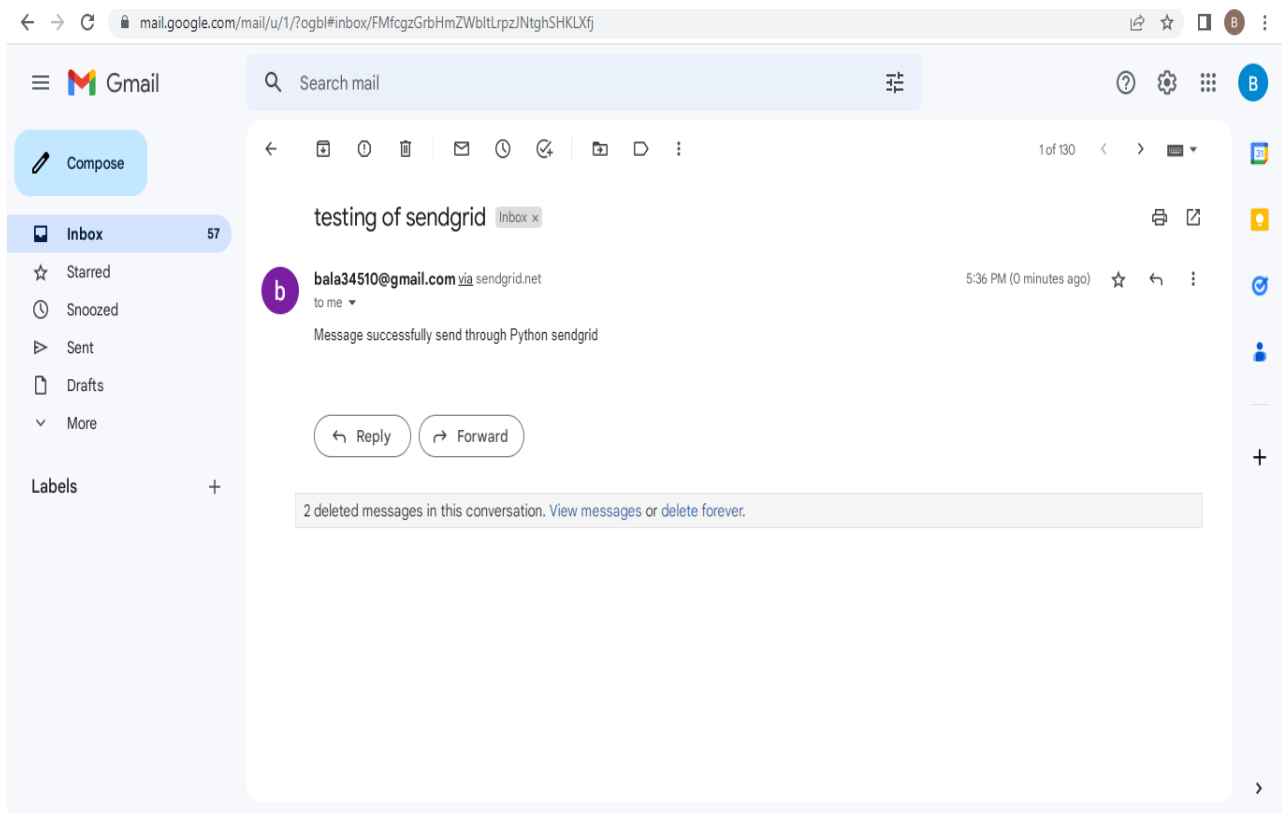 mail.google.com/mail/u/1/?ogbl#inbox/FMfcgzGrbHmZWbItLrpzJNtghSHKLXfj
B
Gmail
Search mail
B
Compose
1 of 130
31
testing of sendgrid Inbox x
Inbox 57
Starred
b
bala34510@gmail.com via sendgrid.net
5:36 PM (0 minutes ago)
to me
Snoozed
Message successfully send through Python sendgrid
Sent
Drafts
More
Reply
Forward
Labels
2 deleted messages in this conversation. View messages or delete forever.